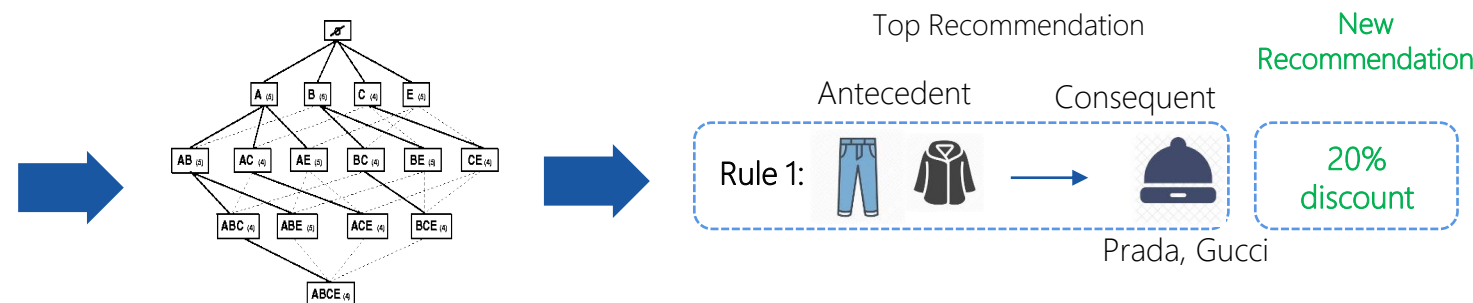 Ø
A (5) B (6) C (4) E (5)
AB (5) AC (4) AE (5) BC (4) BE (5) CE (4)
ABC (4) ABE (5) ACE (4) BCE (4)
ABCE (4)
Top Recommendation
New
Recommendation
Antecedent
Consequent
Rule 1:
20%
discount
Prada, Gucci